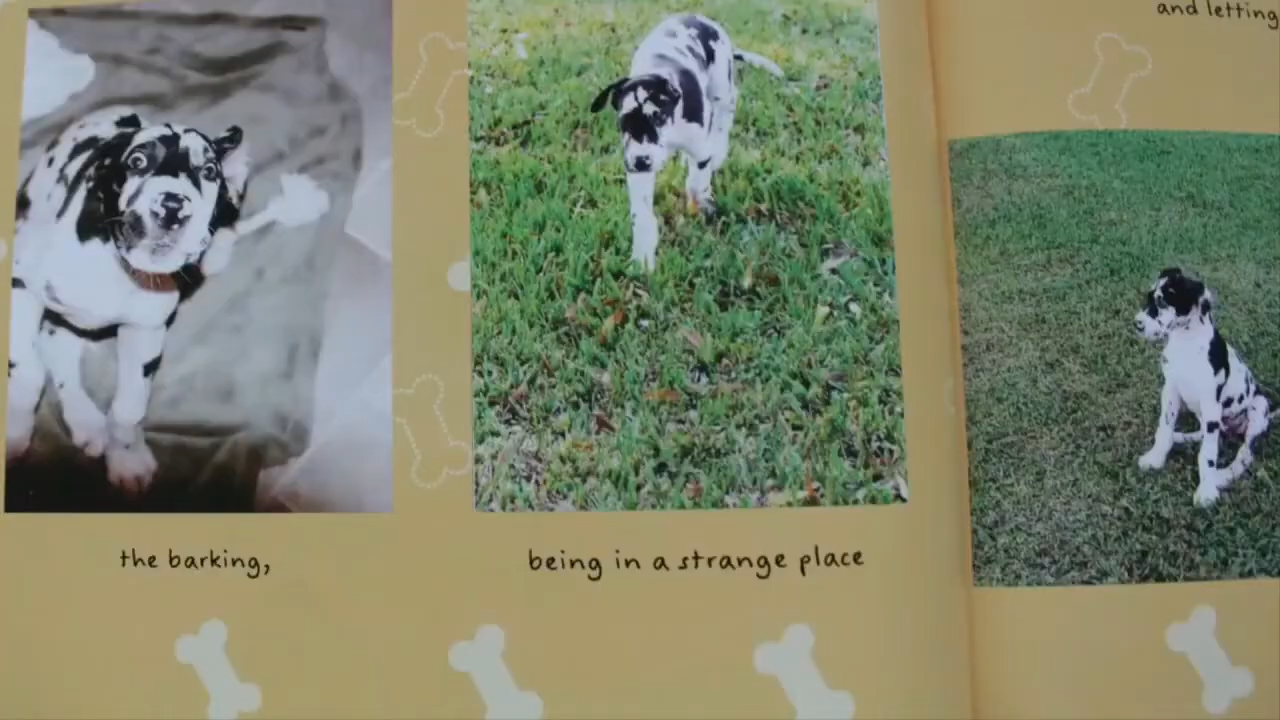 the barking,
being in a strange place
and letting